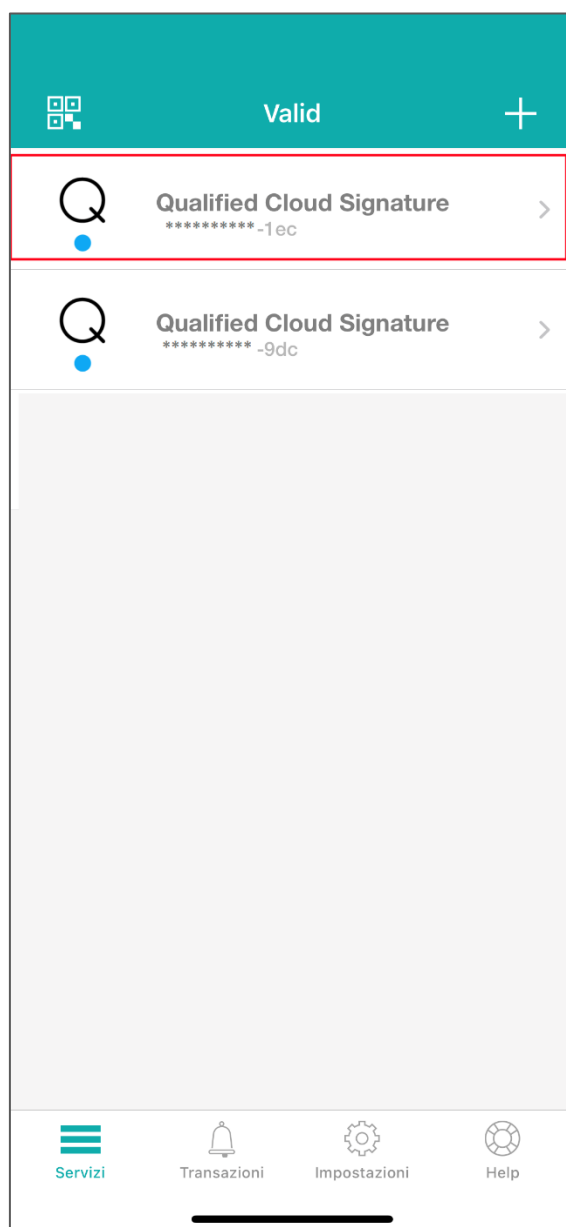 Valid
Qualified Cloud Signature
**********-1ec
Qualified Cloud Signature
********** -9dc
Servizi
Transazioni
Impostazioni
Help